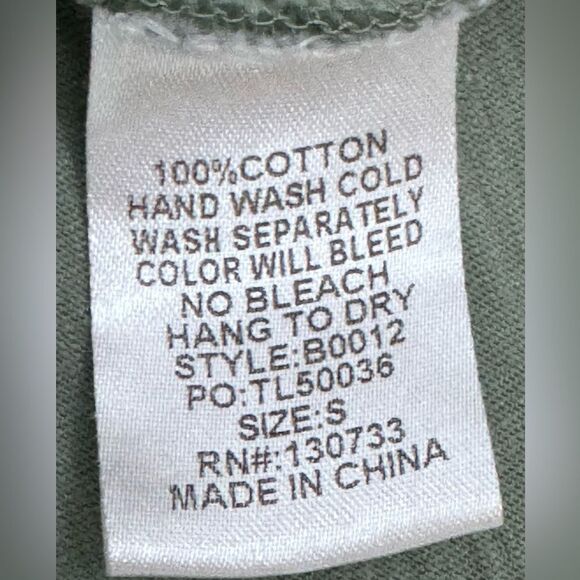 100%COTTON
HAND WASH COLD
WASH SEPARATELY
COLOR WILL BLEED
NO BLEACH
HANG TO DRY
STYLE:B0012
PO:TL50036
SIZE:S
RN#:130733
MADE IN CHINA